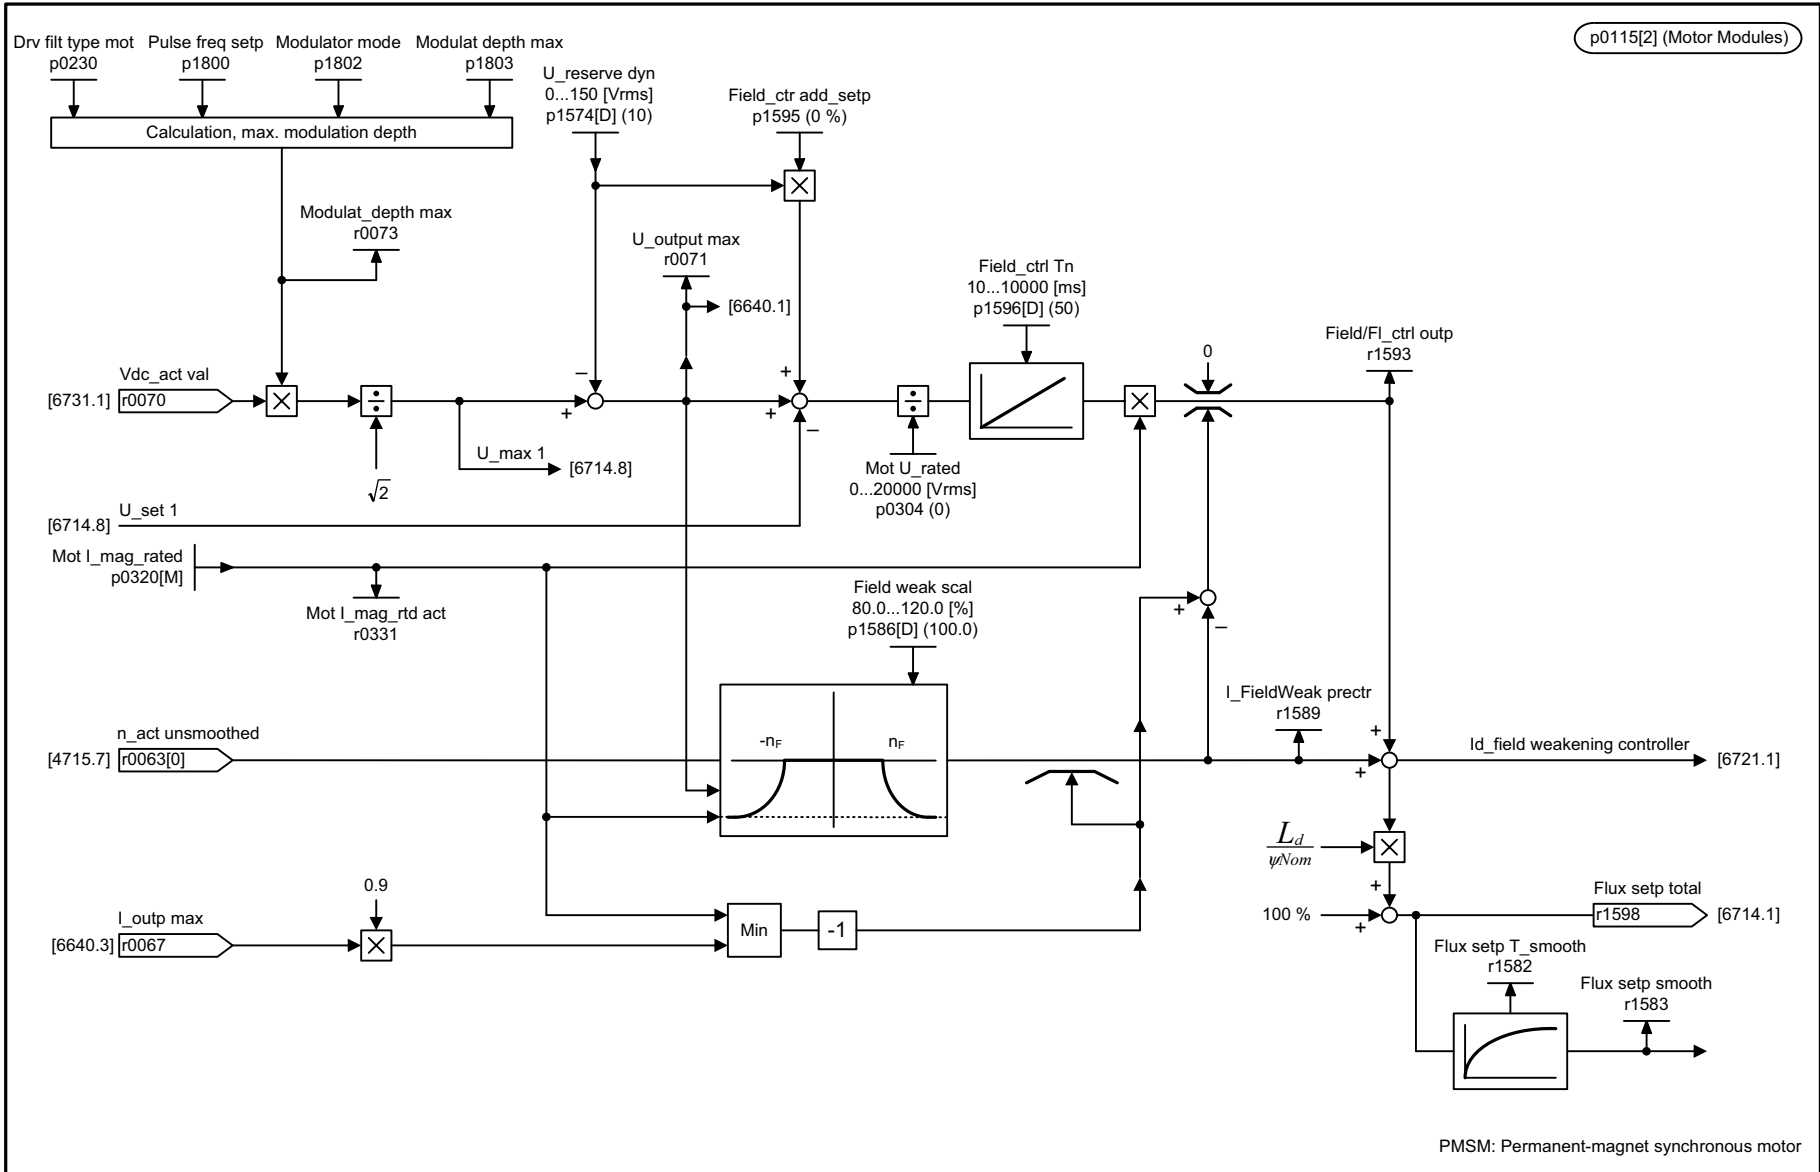 p0115[2] (Motor Modules)
Drv filt type mot
p0230
Pulse freq setp
p1800
Modulator mode
p1802
Modulat depth max
p1803
Calculation, max. modulation depth
U_reserve dyn
0...150 [Vrms]
p1574[D] (10)
Field_ctr add_setp
p1595 (0 %)
×
Modulat_depth max
r0073
U_output max
r0071
[6640.1]
Field_ctrl Tn
10...10000 [ms]
p1596[D] (50)
0
Field/Fl_ctrl outp
r1593
Vdc_act val
[6731.1]
r0070
×
÷
√2
+
–
+
+
–
÷
×
U_max 1
[6714.8]
Mot U_rated
0...20000 [Vrms]
p0304 (0)
[6714.8]
U_set 1
Mot I_mag_rated
p0320[M]
Mot I_mag_rtd act
r0331
Field weak scal
80.0...120.0 [%]
p1586[D] (100.0)
+
–
I_FieldWeak prectr
r1589
n_act unsmoothed
[4715.7]
r0063[0]
-nF
nF
+
+
Id_field weakening controller
[6721.1]
Ld
ψNom
×
0.9
I_outp max
[6640.3]
r0067
×
Min
-1
100 %
+
+
Flux setp total
r1598
[6714.1]
Flux setp T_smooth
r1582
Flux setp smooth
r1583
PMSM: Permanent-magnet synchronous motor